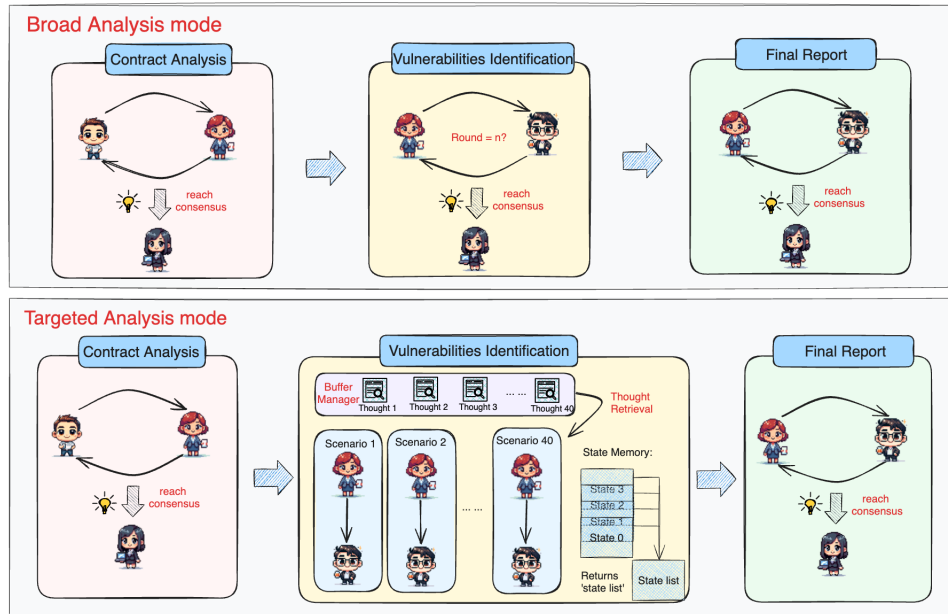 Broad Analysis mode
Contract Analysis
reach
consensus
Vulnerabilities Identification
Round = n?
reach
consensus
Final Report
reach
consensus
Targeted Analysis mode
Contract Analysis
reach
consensus
Vulnerabilities Identification
Buffer
Manager
Thought 1
Thought 2
Thought 3
... ...
Thought 40
Thought
Retrieval
Scenario 1
Scenario 2
... ...
Scenario 40
State Memory:
State 3
State 2
State 1
State 0
Returns
'state list'
State list
Final Report
reach
consensus